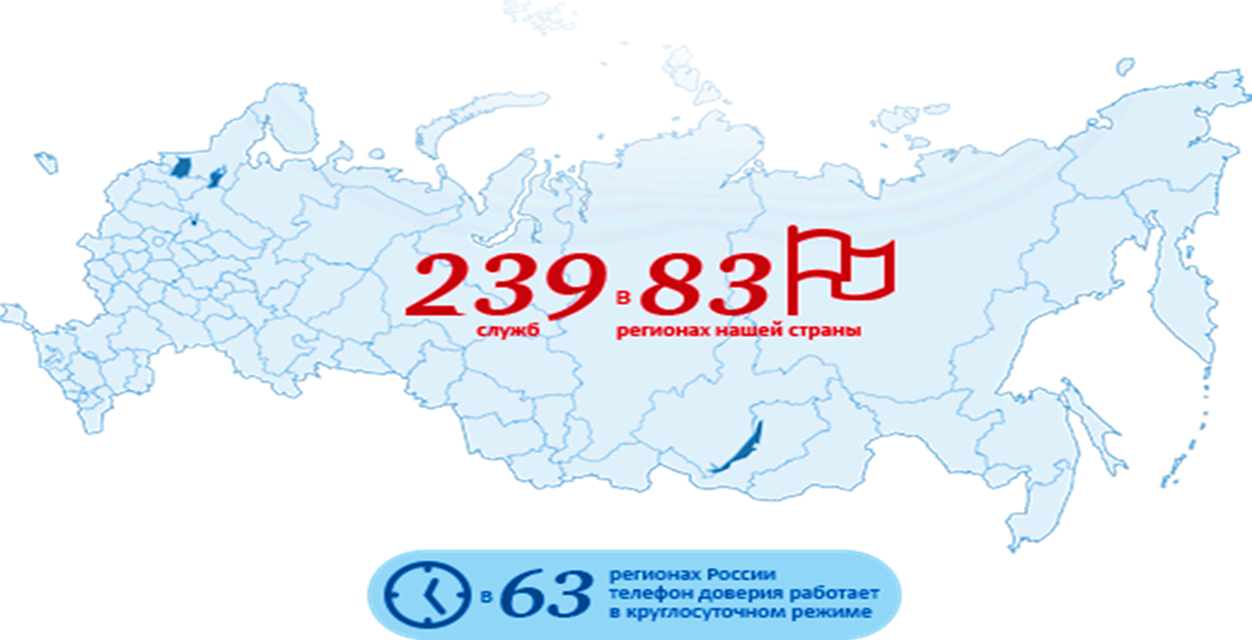 239 в 83
служб регионах нашей страны
в 63 регионах России
телефон доверия работает
в круглосуточном режиме